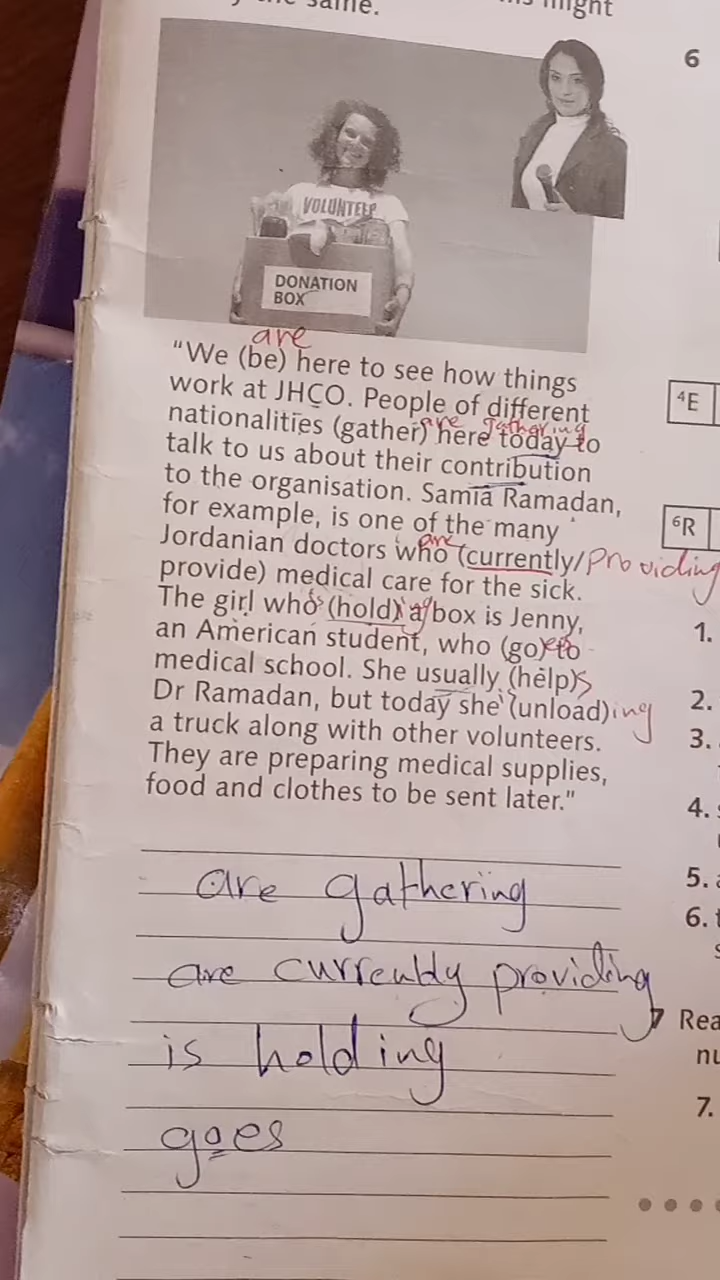 the same.
might
6
VOLUNTEER
DONATION
BOX
are
"We (be) here to see how things
work at JHCO. People of different
are gathering
nationalities (gather) here today to
talk to us about their contribution
to the organisation. Samia Ramadan,
for example, is one of the many
are
Jordanian doctors who (currently/ providing
provide) medical care for the sick.
The girl who's (hold) a box is Jenny,
an American student, who (go) to
medical school. She usually (help)s
Dr Ramadan, but today she's (unload)ing
a truck along with other volunteers.
They are preparing medical supplies,
food and clothes to be sent later."
are gathering
are currently providing
is holding
goes
4E
6R
1.
2.
3.
4.
5.
6.
7 Rea
nu
7.